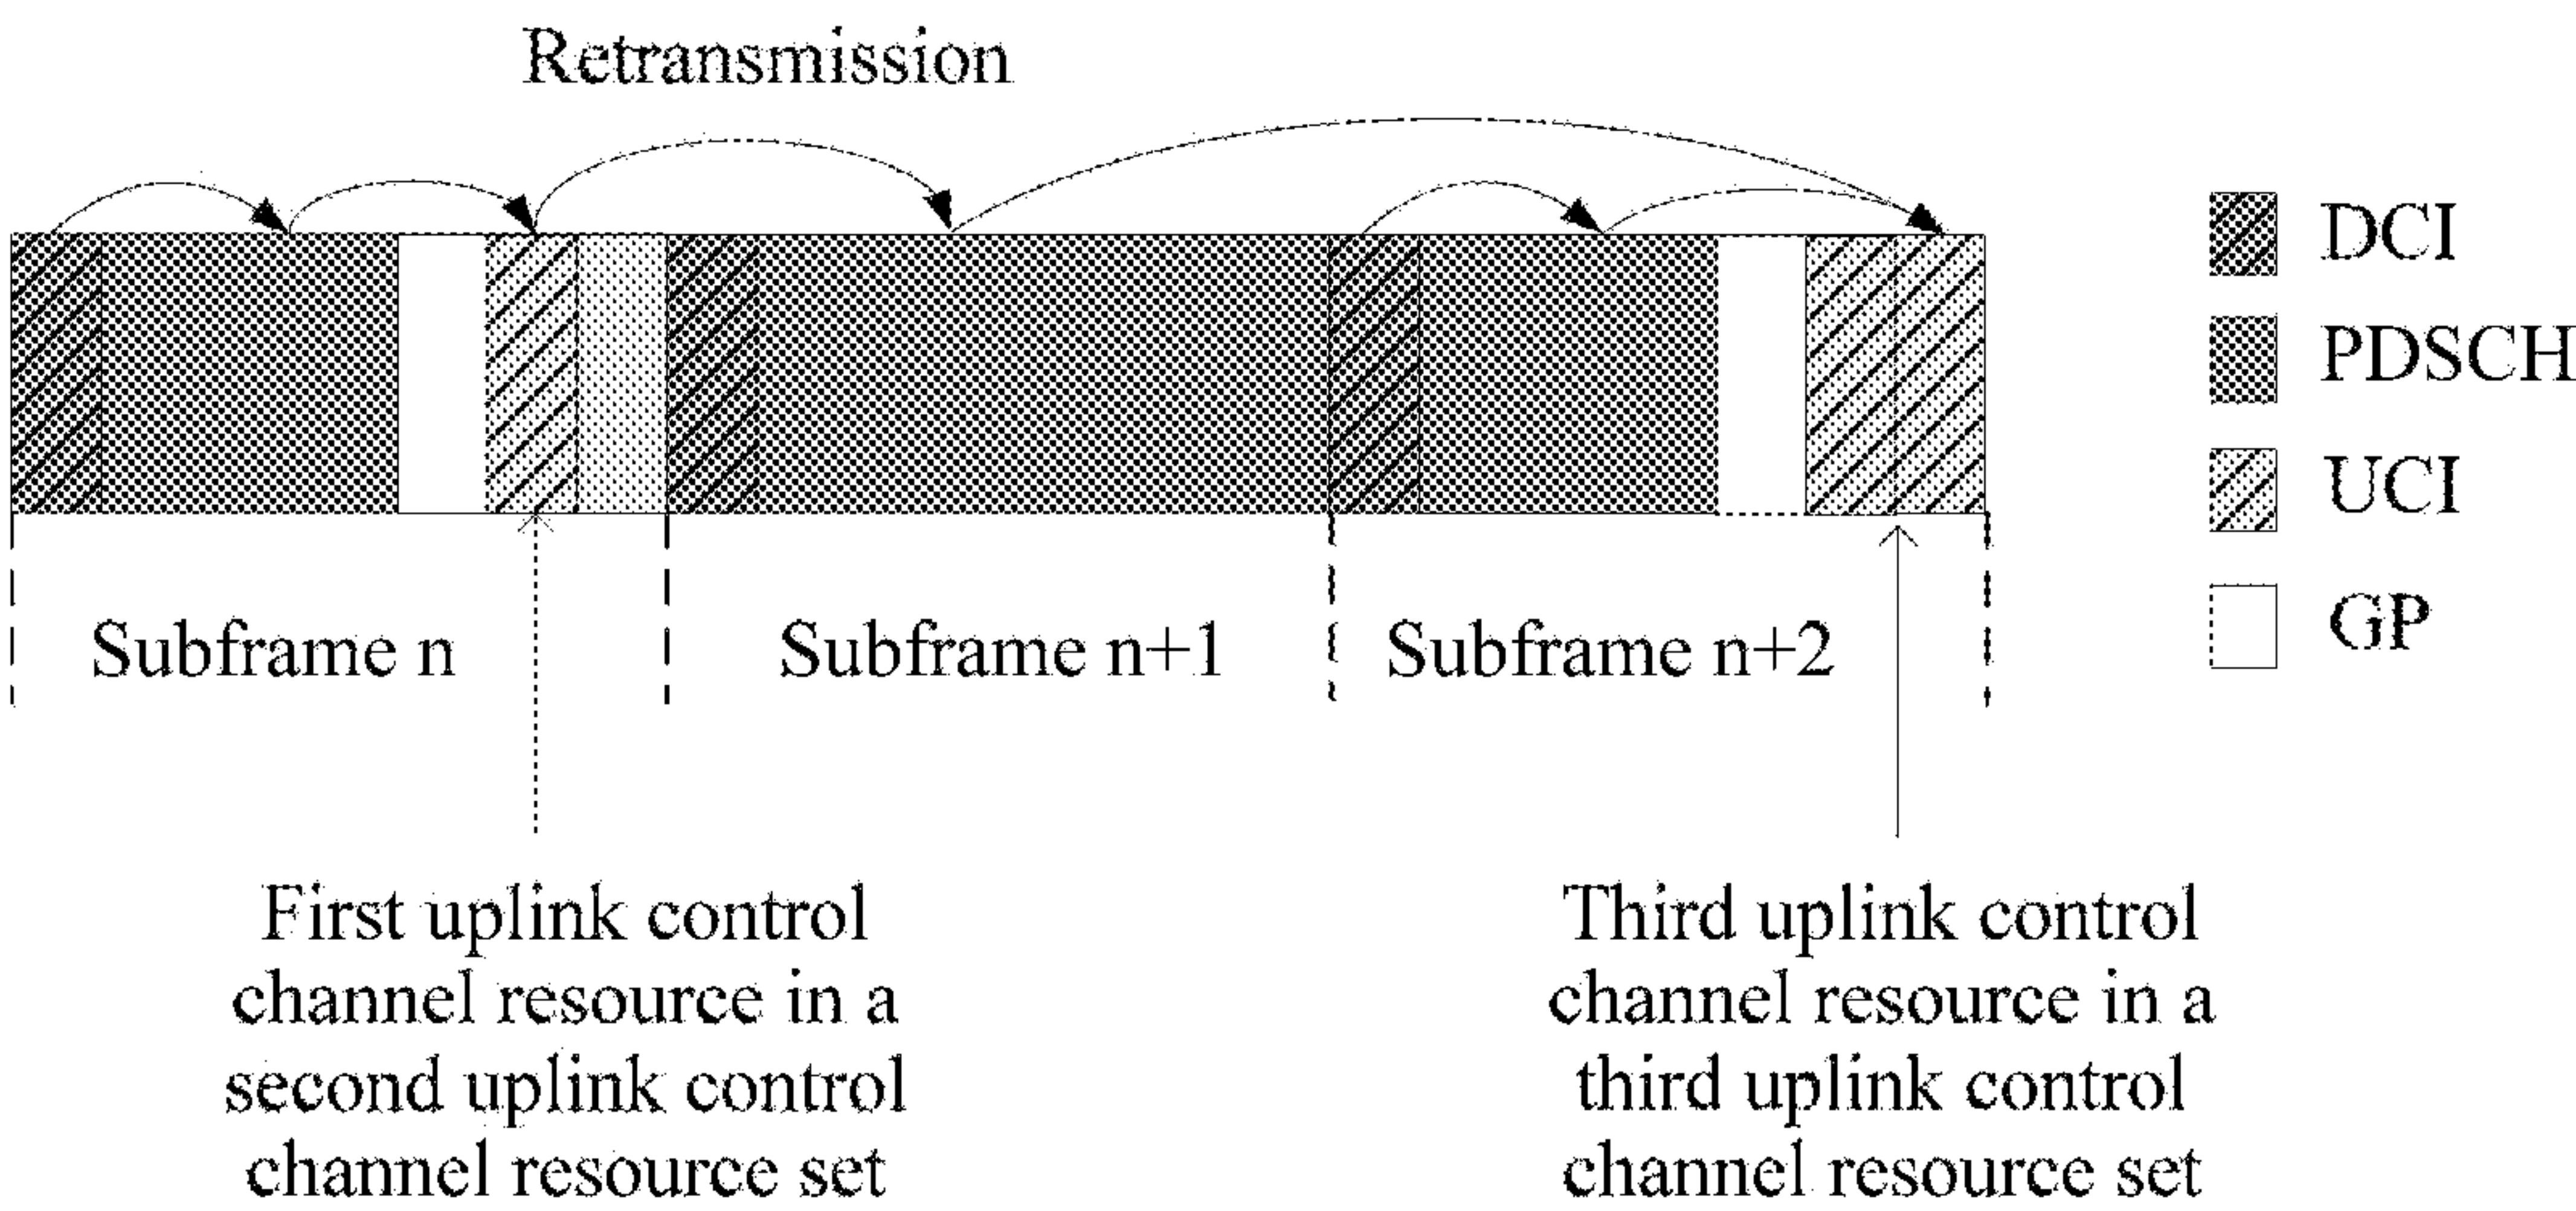 Retransmission
DCI
PDSCH
UCI
GP
Subframe n
Subframe n+1
Subframe n+2
First uplink control
channel resource in a
second uplink control
channel resource set
Third uplink control
channel resource in a
third uplink control
channel resource set